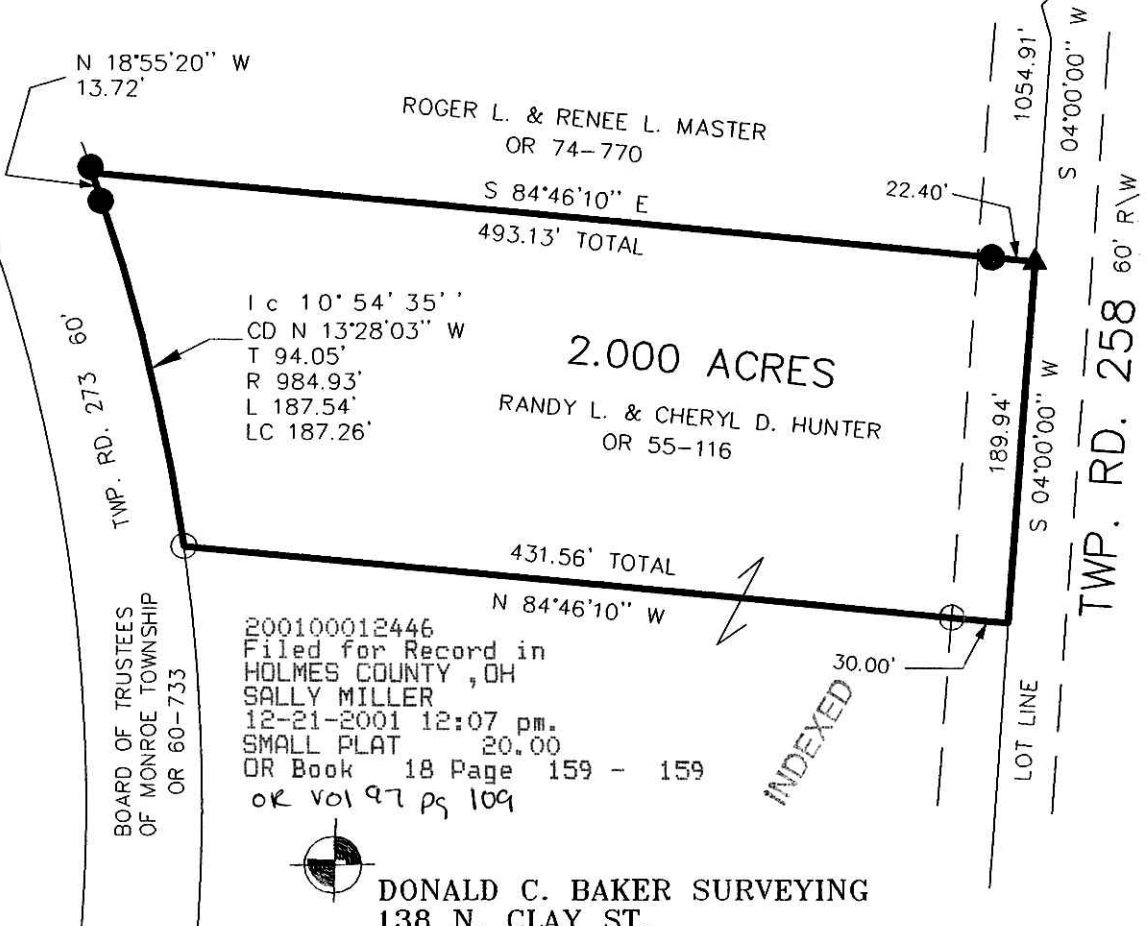 N 18°55'20" W
13.72'
ROGER L. & RENEE L. MASTER
OR 74-770
S 84°46'10" E
493.13' TOTAL
22.40'
1054.91'
S 04°00'00" W
TWP. RD. 258 60' R\W
TWP. RD. 273 60'
I c 10° 54' 35' '
CD N 13°28'03" W
T 94.05'
R 984.93'
L 187.54'
LC 187.26'
2.000 ACRES
RANDY L. & CHERYL D. HUNTER
OR 55-116
189.94'
S 04°00'00" W
431.56' TOTAL
N 84°46'10" W
30.00'
LOT LINE
BOARD OF TRUSTEES
OF MONROE TOWNSHIP
OR 60-733
200100012446
Filed for Record in
HOLMES COUNTY ,OH
SALLY MILLER
12-21-2001 12:07 pm.
SMALL PLAT 20.00
OR Book 18 Page 159 - 159
OR VOl 97 pg 109
INDEXED
DONALD C. BAKER SURVEYING
138 N. CLAY ST.